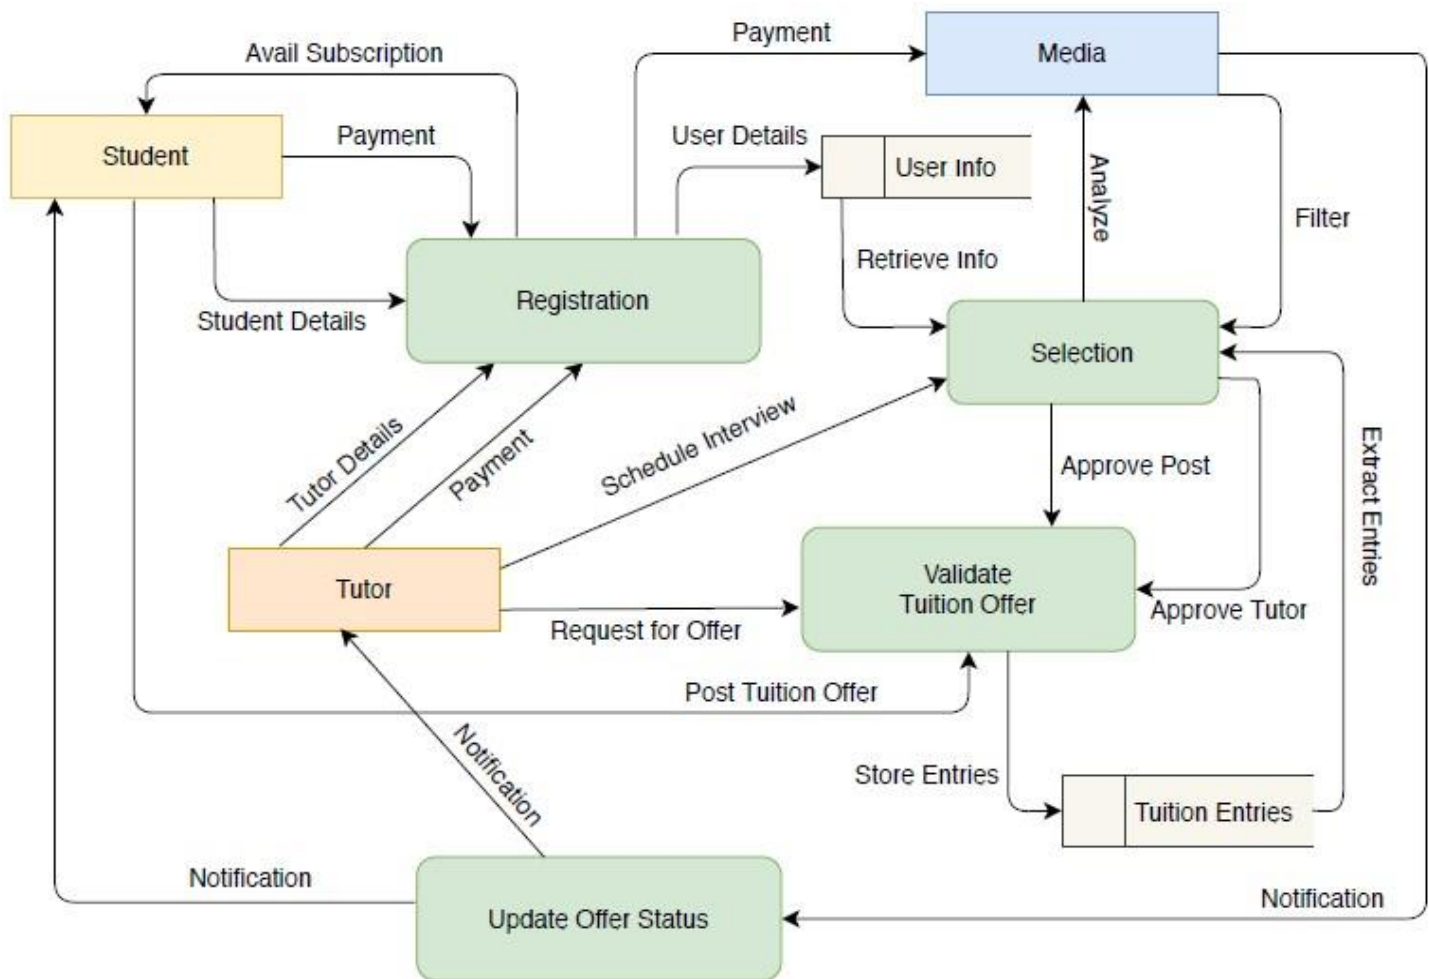 Avail Subscription
Payment
Media
Student
Payment
User Details
User Info
Analyze
Filter
Retrieve Info
Student Details
Registration
Selection
Tutor Details
Payment
Schedule Interview
Approve Post
Extract Entries
Tutor
Validate
Tuition Offer
Request for Offer
Approve Tutor
Post Tuition Offer
Notification
Store Entries
Tuition Entries
Notification
Update Offer Status
Notification